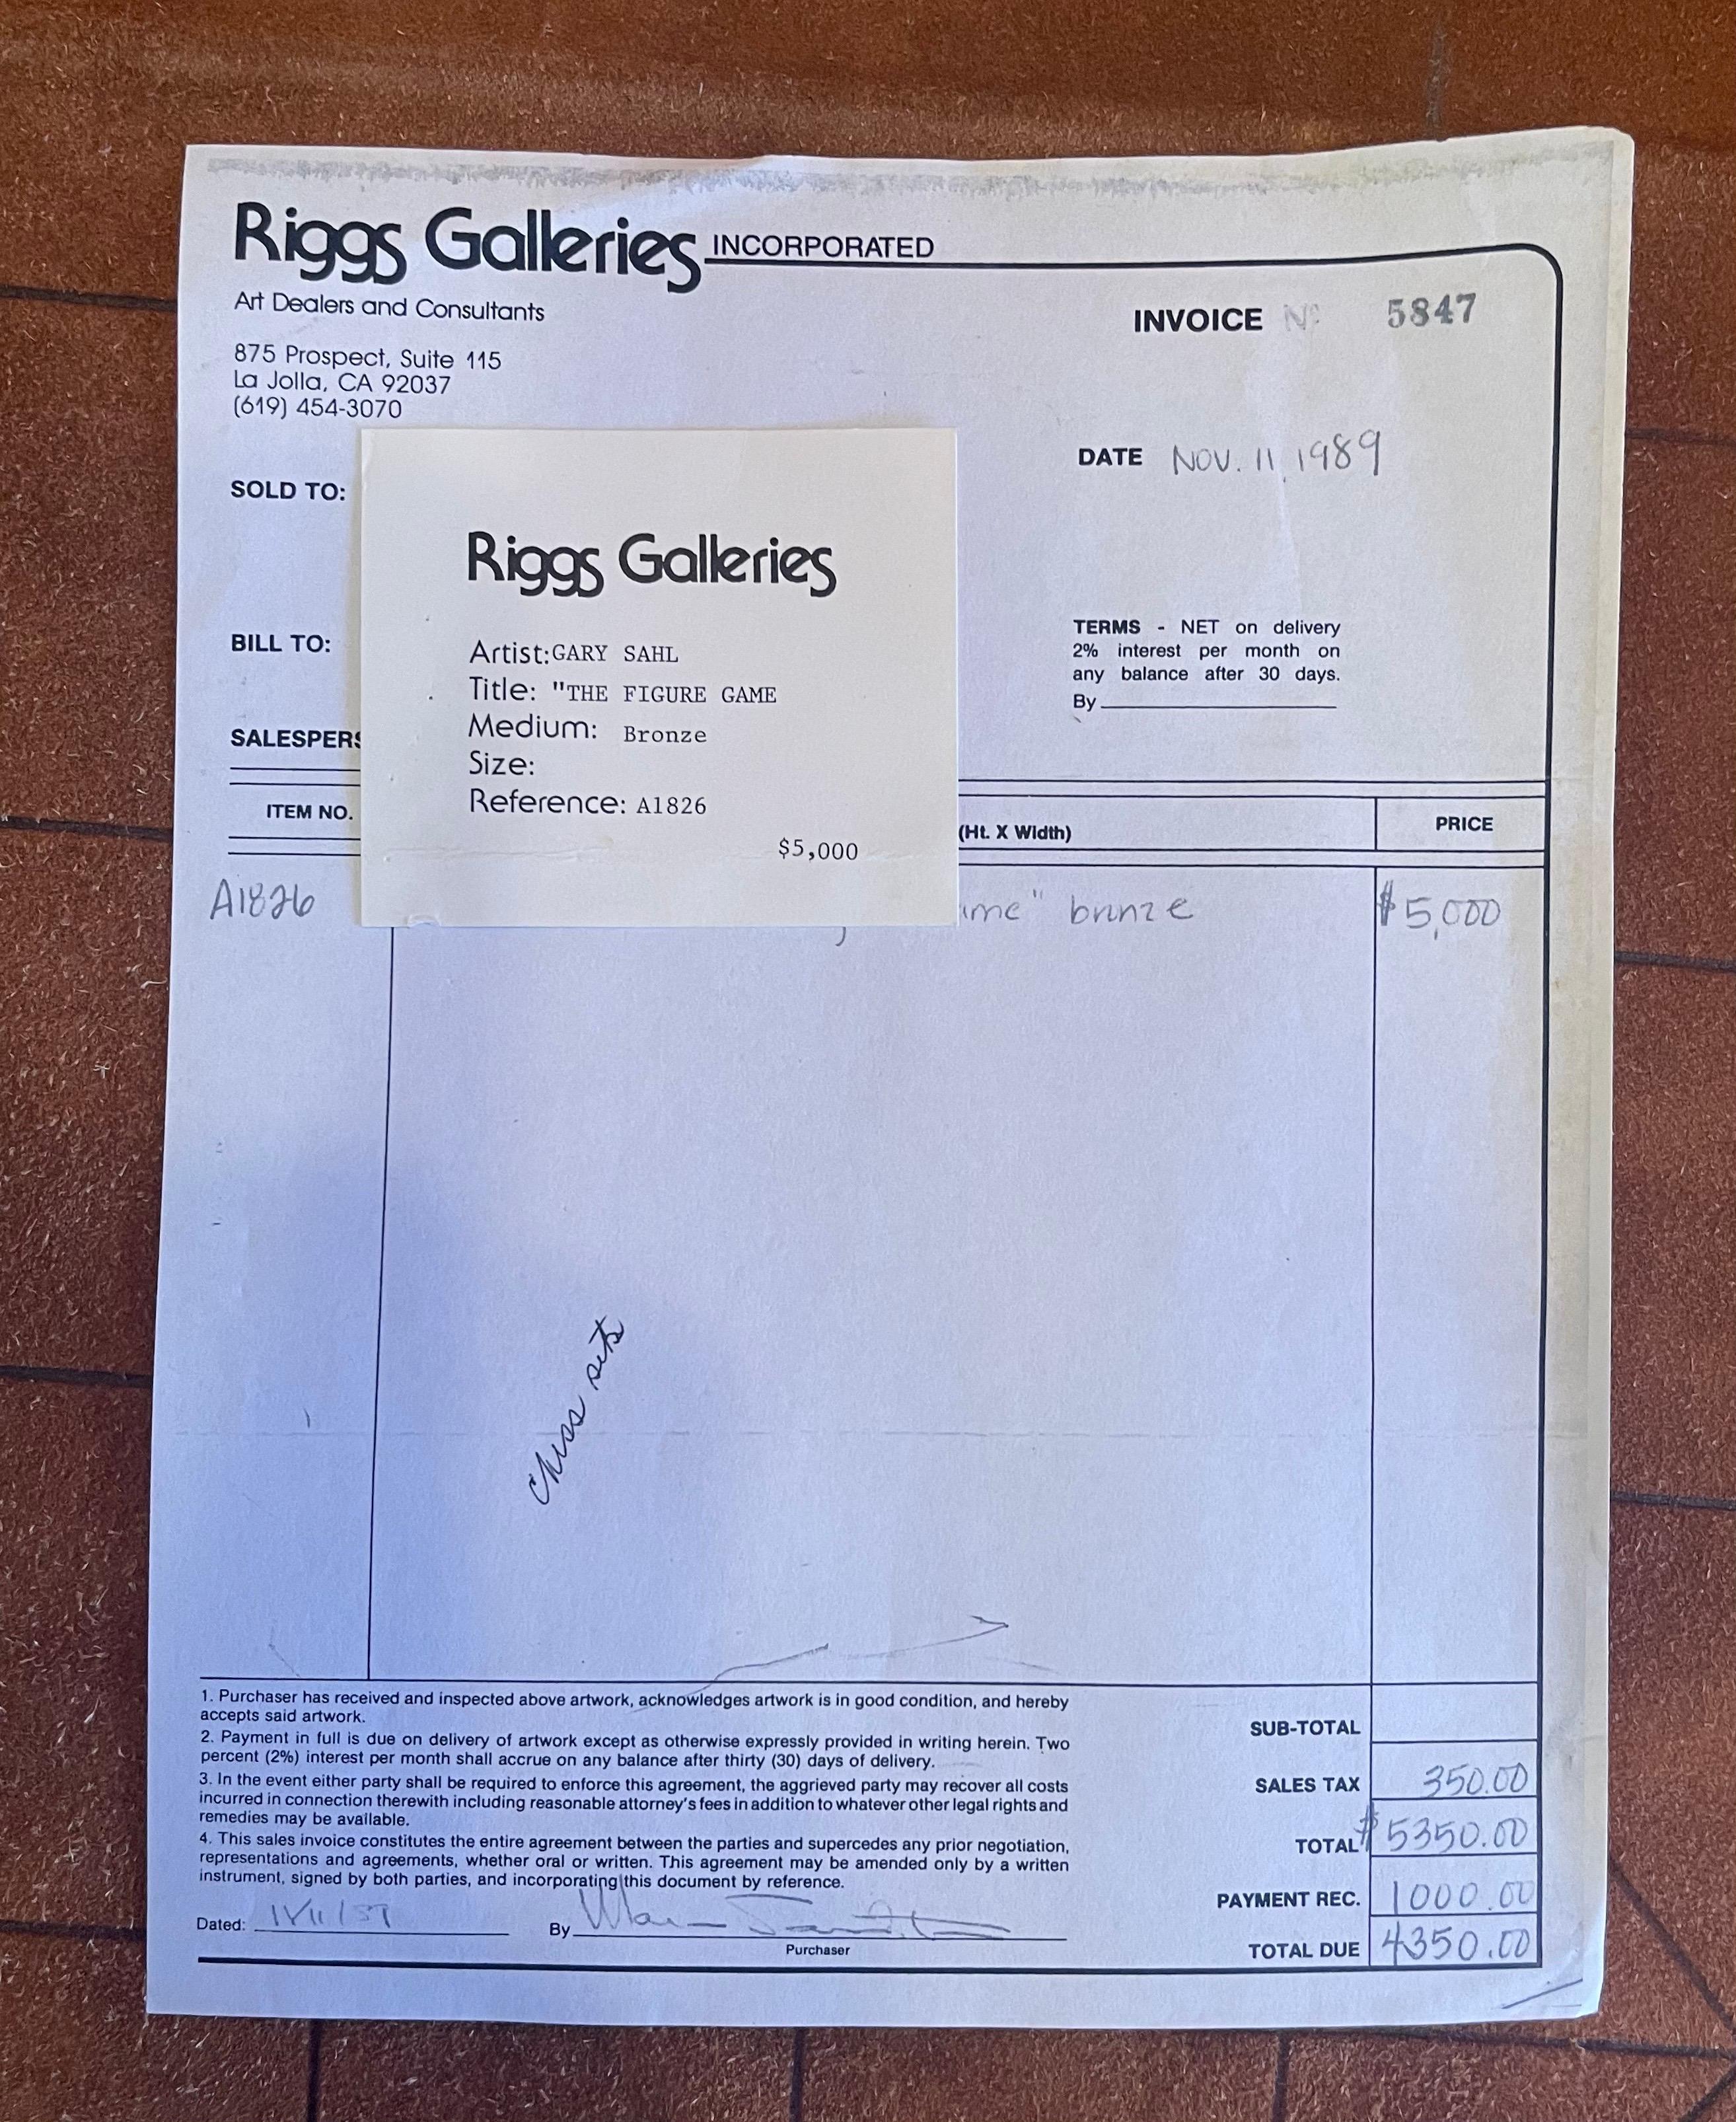 Riggs Galleries INCORPORATED
Art Dealers and Consultants
875 Prospect, Suite 115
La Jolla, CA 92037
(619) 454-3070
INVOICE No 5847
DATE NOV. 11, 1989
SOLD TO:
BILL TO:
TERMS - NET on delivery
2% interest per month on
any balance after 30 days.
By
SALESPERS
Riggs Galleries
Artist: GARY SAHL
Title: "THE FIGURE GAME
Medium: Bronze
Size:
Reference: A1826
$5,000
ITEM NO.
(Ht. X Width)
PRICE
A1826
ame" bronze
$5,000
Chess sets
1. Purchaser has received and inspected above artwork, acknowledges artwork is in good condition, and hereby
accepts said artwork.
2. Payment in full is due on delivery of artwork except as otherwise expressly provided in writing herein. Two
percent (2%) interest per month shall accrue on any balance after thirty (30) days of delivery.
3. In the event either party shall be required to enforce this agreement, the aggrieved party may recover all costs
incurred in connection therewith including reasonable attorney's fees in addition to whatever other legal rights and
remedies may be available.
4. This sales invoice constitutes the entire agreement between the parties and supercedes any prior negotiation,
representations and agreements, whether oral or written. This agreement may be amended only by a written
instrument, signed by both parties, and incorporating this document by reference.
Dated:
By
Purchaser
SUB-TOTAL
SALES TAX 350.00
TOTAL $5350.00
PAYMENT REC. 1000.00
TOTAL DUE 4350.00